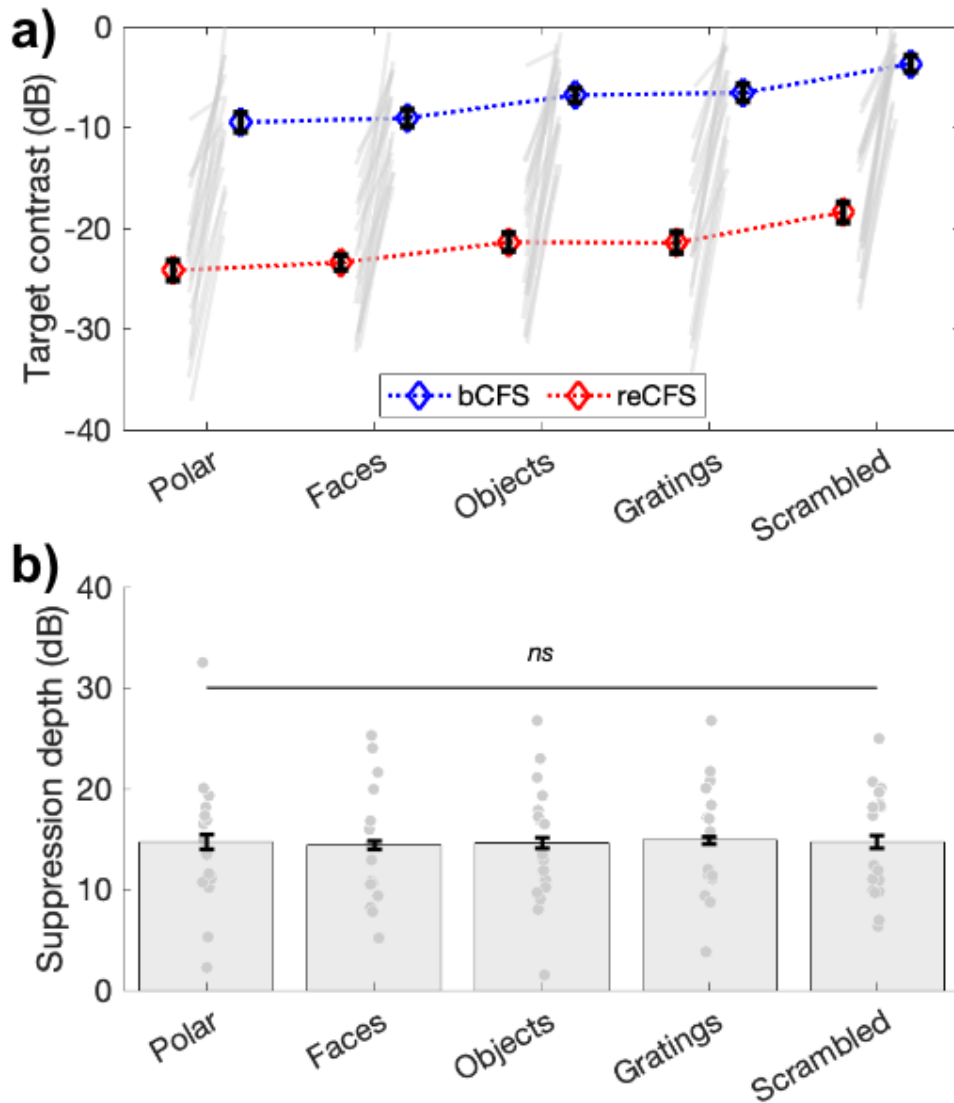 a)
Target contrast (dB)
-0
-10
-20
-30
-40
bCFS reCFS
Polar
Faces
Objects
Gratings
Scrambled
b)
Suppression depth (dB)
40
30
20
10
0
ns
Polar
Faces
Objects
Gratings
Scrambled